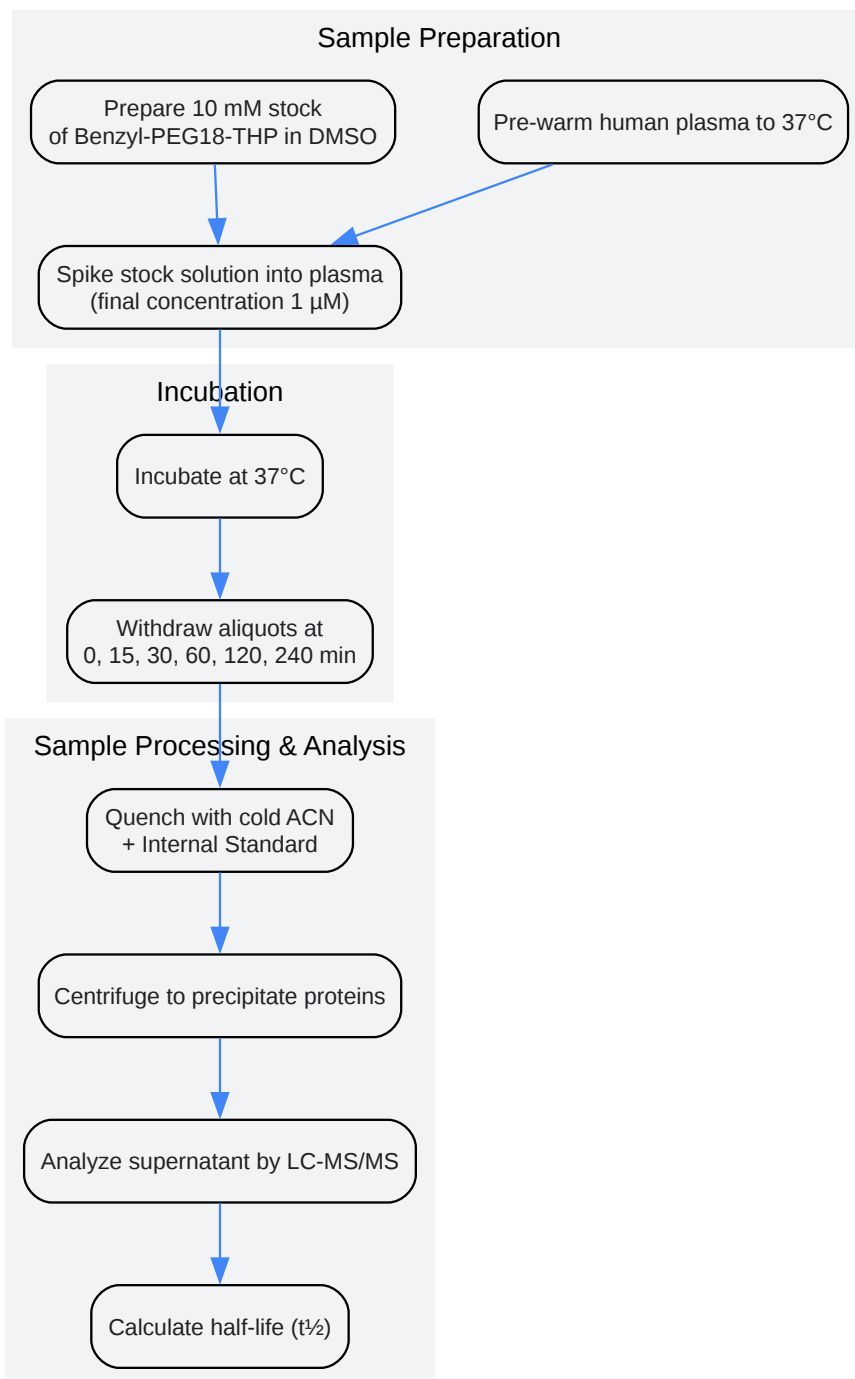 Sample Preparation
Prepare 10 mM stock
of Benzyl-PEG18-THP in DMSO
Pre-warm human plasma to 37°C
Spike stock solution into plasma
(final concentration 1 µM)
Incubation
Incubate at 37°C
Withdraw aliquots at
0, 15, 30, 60, 120, 240 min
Sample Processing & Analysis
Quench with cold ACN
+ Internal Standard
Centrifuge to precipitate proteins
Analyze supernatant by LC-MS/MS
Calculate half-life (t½)